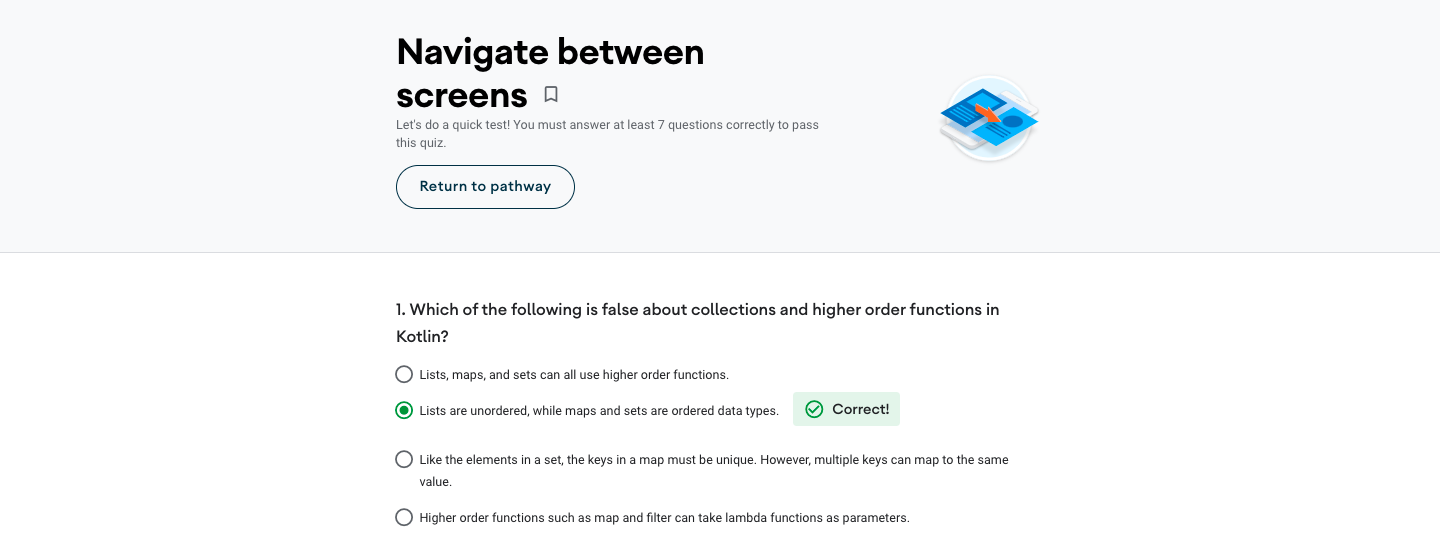 Navigate between
screens
Let's do a quick test! You must answer at least 7 questions correctly to pass
this quiz.
Return to pathway
1. Which of the following is false about collections and higher order functions in
Kotlin?
Lists, maps, and sets can all use higher order functions.
Lists are unordered, while maps and sets are ordered data types.
Correct!
Like the elements in a set, the keys in a map must be unique. However, multiple keys can map to the same
value.
Higher order functions such as map and filter can take lambda functions as parameters.